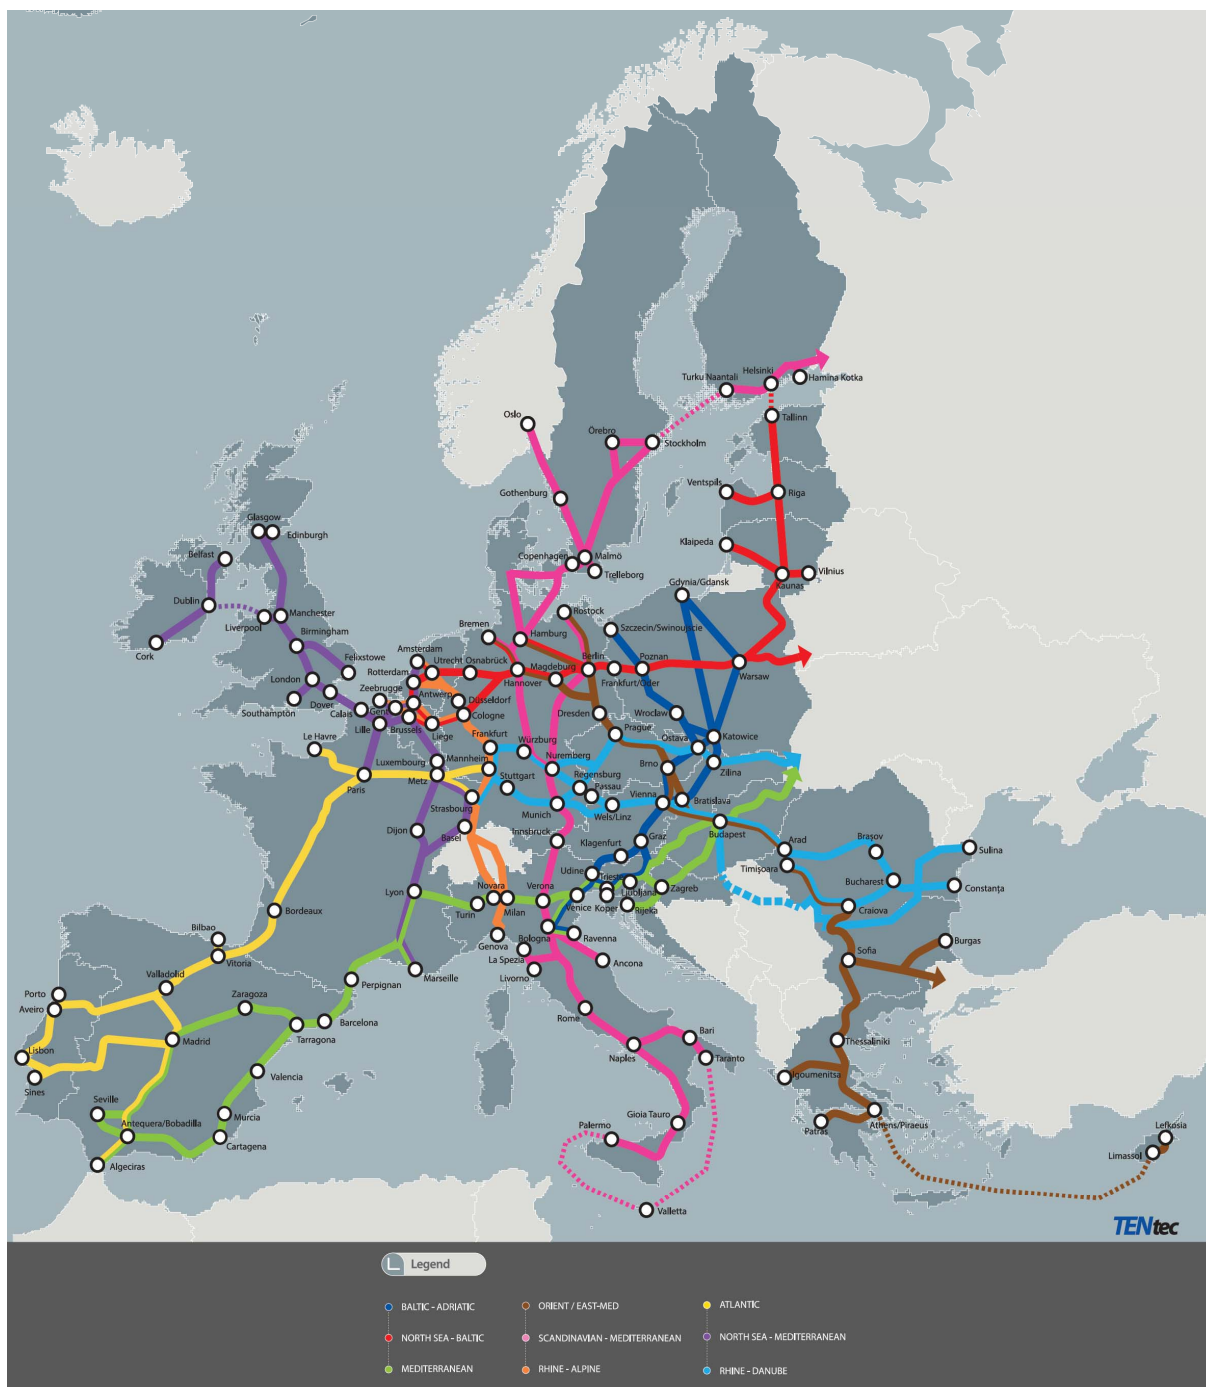 Helsinki
Turku Naantali
Hamina Kotka
Oslo
Örebro
Stockholm
Tallinn
Ventspils
Riga
Gothenburg
Glasgow
Edinburgh
Klaipeda
Belfast
Copenhagen
Malmö
Trelleborg
Vilnius
Kaunas
Gdynia/Gdansk
Dublin
Manchester
Rostock
Liverpool
Szczecin/Swinoujscie
Birmingham
Bremen
Hamburg
Cork
Amsterdam
Felixstowe
Utrecht
Osnabrück
Magdeburg
Berlin
Poznan
Rotterdam
Hannover
Frankfurt/Oder
Warsaw
London
Zeebrugge
Antwerp
Düsseldorf
Dover
Gent
Southampton
Calais
Cologne
Dresden
Wroclaw
Lille
Brussels
Liege
Prague
Katowice
Le Havre
Frankfurt
Würzburg
Ostava
Luxembourg
Mannheim
Nuremberg
Brno
Zilina
Metz
Stuttgart
Regensburg
Paris
Passau
Strasbourg
Munich
Wels/Linz
Vienna
Bratislava
Dijon
Basel
Innsbruck
Graz
Budapest
Arad
Braşov
Sulina
Klagenfurt
Timişoara
Udine
Trieste
Lyon
Novara
Verona
Ljubljana
Zagreb
Bucharest
Constanţa
Turin
Milan
Venice
Koper
Rijeka
Craiova
Bordeaux
Bilbao
Genova
Bologna
Ravenna
Sofia
Burgas
Vitoria
La Spezia
Ancona
Livorno
Valladolid
Marseille
Perpignan
Porto
Zaragoza
Aveiro
Rome
Barcelona
Tarragona
Madrid
Bari
Thessaljniki
Lisbon
Naples
Taranto
Valencia
Igoumenitsa
Sines
Seville
Murcia
Gioia Tauro
Antequera/Bobadilla
Palermo
Patras
Athens/Piraeus
Lefkosia
Cartagena
Limassol
Algeciras
Valletta
TENtec
Legend
BALTIC - ADRIATIC
ORIENT / EAST-MED
ATLANTIC
NORTH SEA - BALTIC
SCANDINAVIAN - MEDITERRANEAN
NORTH SEA - MEDITERRANEAN
MEDITERRANEAN
RHINE - ALPINE
RHINE - DANUBE